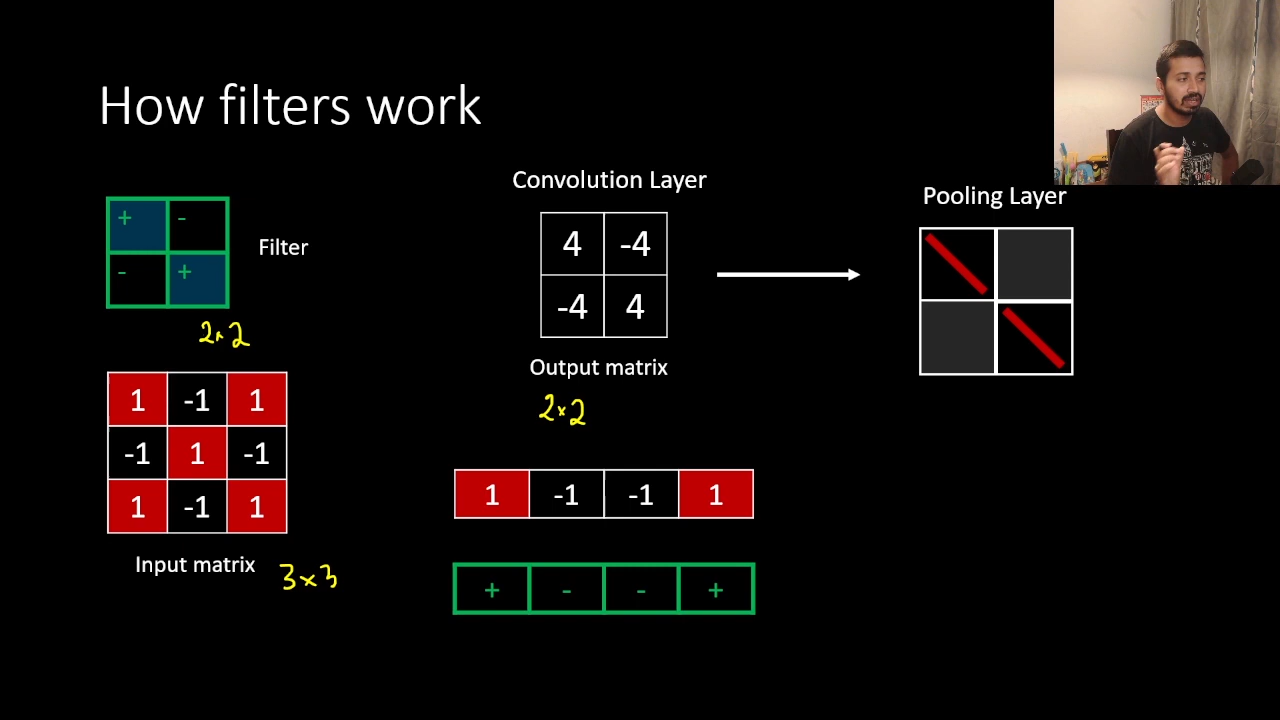 How filters work
Convolution Layer
Pooling Layer
+ -
- +
Filter
2×2
4 -4
-4 4
Output matrix
2×2
1 -1 1
-1 1 -1
1 -1 1
Input matrix
3×3
1 -1 -1 1
+ - - +